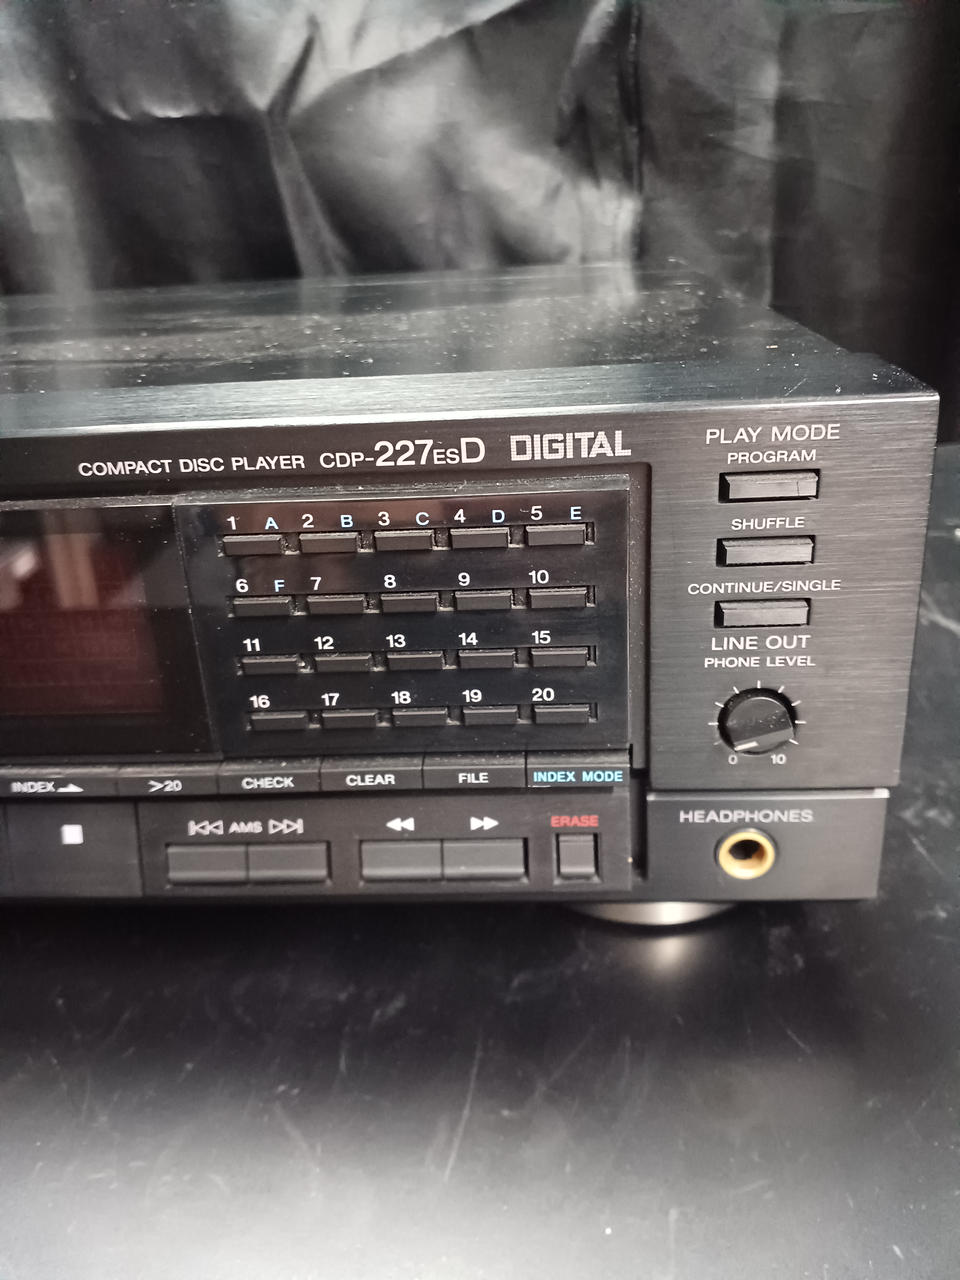 COMPACT DISC PLAYER CDP-227ESD DIGITAL
PLAY MODE
PROGRAM
SHUFFLE
CONTINUE/SINGLE
LINE OUT
PHONE LEVEL
0 10
1 A 2 B 3 C 4 D 5 E
6 F 7 8 9 10
11 12 13 14 15
16 17 18 19 20
INDEX >20 CHECK CLEAR FILE INDEX MODE
AMS ERASE
HEADPHONES